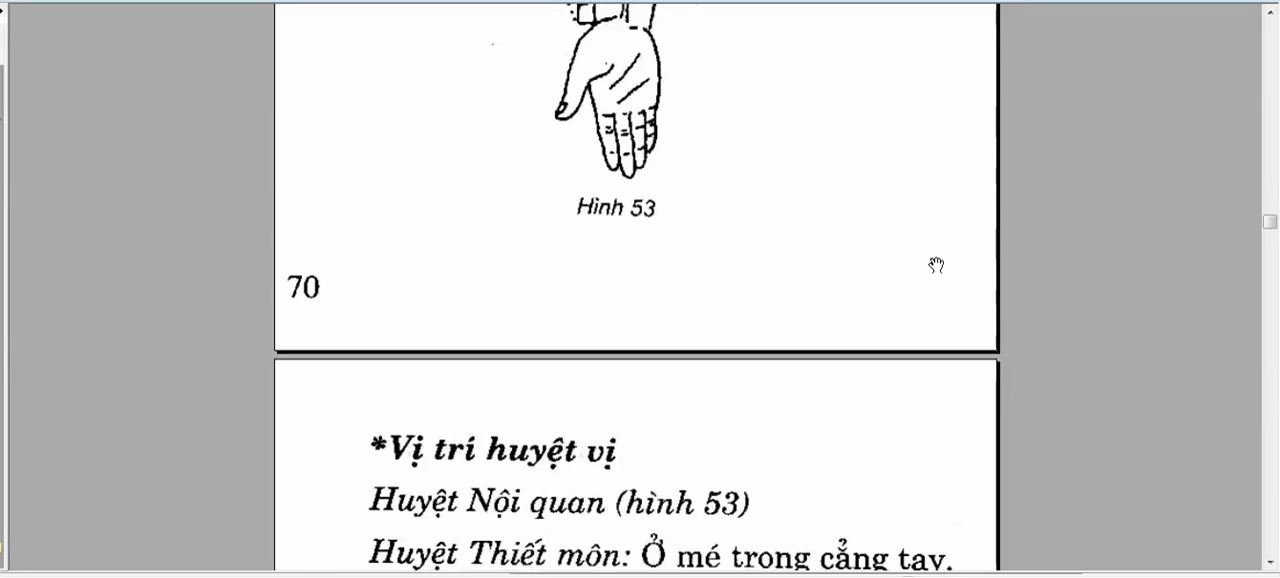 Hình 53
70
*Vị trí huyệt vị
Huyệt Nội quan (hình 53)
Huyệt Thiết môn: Ở mé trong cẳng tay.